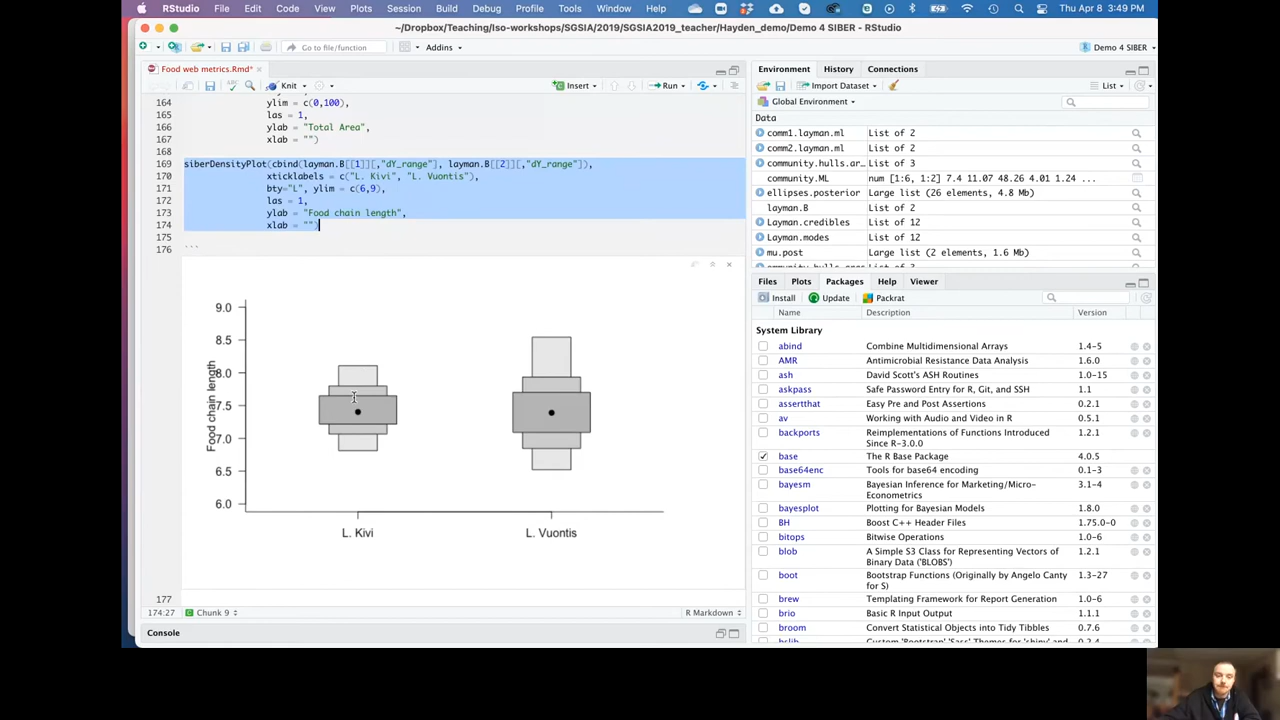 RStudio File Edit Code View Plots Session Build Debug Profile Tools Window Help Thu Apr 8 3:49 PM
~/Dropbox/Teaching/Iso-workshops/SGSIA/2019/SGSIA2019_teacher/Hayden_demo/Demo 4 SIBER - RStudio
Go to file/function Addins Demo 4 SIBER
Food web metrics.Rmd*
Knit Insert Run
164 ylim = c(0,100),
165 las = 1,
166 ylab = "Total Area",
167 xlab = "")
168
169 siberDensityPlot(cbind(layman.B[[1]][,"dY_range"], layman.B[[2]][,"dY_range"]),
170 xticklabels = c("L. Kivi", "L. Vuontis"),
171 bty="L", ylim = c(6,9),
172 las = 1,
173 ylab = "Food chain length",
174 xlab = "")
175
176 ```
9.0
8.5
8.0
7.5
7.0
6.5
6.0
Food chain length
L. Kivi L. Vuontis
177
174:27 Chunk 9 R Markdown
Console
Environment History Connections
Import Dataset List
Global Environment
Data
comm1.layman.ml List of 2
comm2.layman.ml List of 2
community.hulls.ar… List of 3
community.ML num [1:6, 1:2] 7.4 11.07 48.26 4.01 1.24 ...
ellipses.posterior Large list (26 elements, 4.8 Mb)
layman.B List of 2
Layman.credibles List of 12
Layman.modes List of 12
mu.post Large list (2 elements, 1.6 Mb)
Files Plots Packages Help Viewer
Install Update Packrat
Name Description Version
System Library
abind Combine Multidimensional Arrays 1.4-5
AMR Antimicrobial Resistance Data Analysis 1.6.0
ash David Scott's ASH Routines 1.0-15
askpass Safe Password Entry for R, Git, and SSH 1.1
assertthat Easy Pre and Post Assertions 0.2.1
av Working with Audio and Video in R 0.5.1
backports Reimplementations of Functions Introduced Since R-3.0.0 1.2.1
base The R Base Package 4.0.5
base64enc Tools for base64 encoding 0.1-3
bayesm Bayesian Inference for Marketing/Micro-Econometrics 3.1-4
bayesplot Plotting for Bayesian Models 1.8.0
BH Boost C++ Header Files 1.75.0-0
bitops Bitwise Operations 1.0-6
blob A Simple S3 Class for Representing Vectors of Binary Data ('BLOBS') 1.2.1
boot Bootstrap Functions (Originally by Angelo Canty for S) 1.3-27
brew Templating Framework for Report Generation 1.0-6
brio Basic R Input Output 1.1.1
broom Convert Statistical Objects into Tidy Tibbles 0.7.6